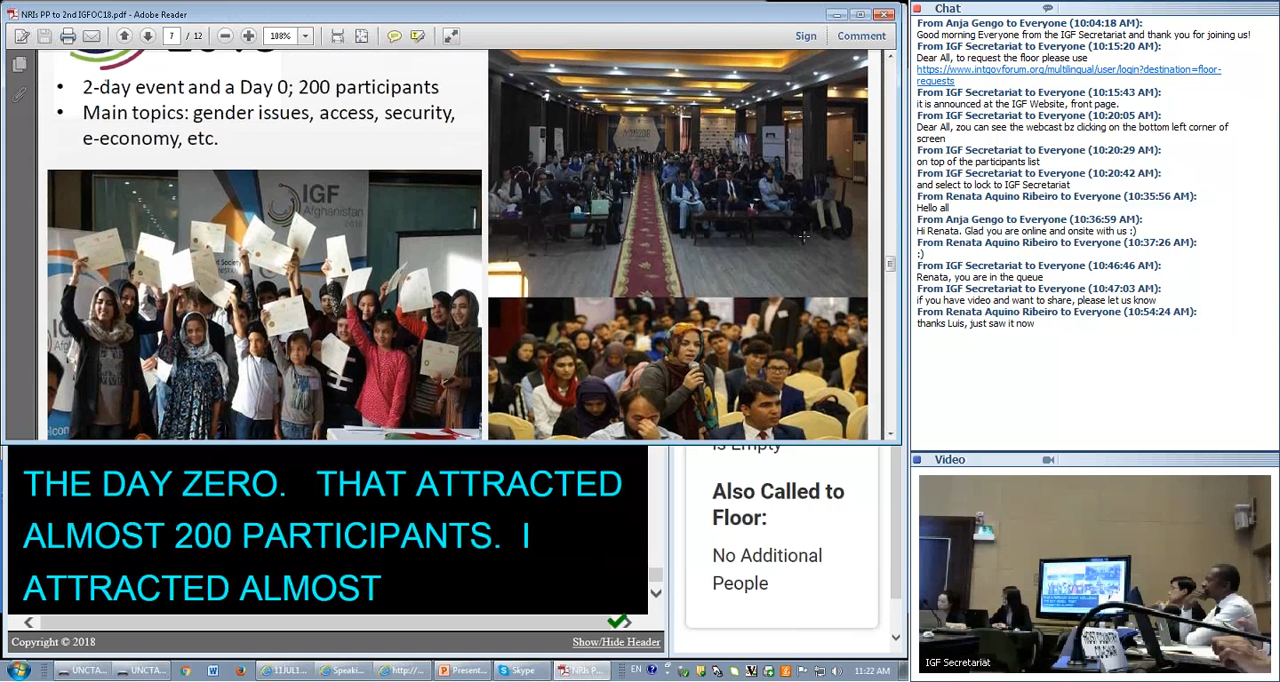 NRIs PP to 2nd IGFOC18.pdf - Adobe Reader
7 / 12
108%
Sign
Comment
• 2-day event and a Day 0; 200 participants
• Main topics: gender issues, access, security,
e-economy, etc.
IGF
Afghanistan
THE DAY ZERO.   THAT ATTRACTED
ALMOST 200 PARTICIPANTS.  I
ATTRACTED ALMOST
Copyright © 2018
Show/Hide Header
Also Called to
Floor:
No Additional
People
Chat
From Anja Gengo to Everyone (10:04:18 AM):
Good morning Everyone from the IGF Secretariat and thank you for joining us!
From IGF Secretariat to Everyone (10:15:20 AM):
Dear All, to request the floor please use
https://www.intgovforum.org/multilingual/user/login?destination=floor-
requests
From IGF Secretariat to Everyone (10:15:43 AM):
it is announced at the IGF Website, front page.
From IGF Secretariat to Everyone (10:20:05 AM):
Dear All, zou can see the webcast bz clicking on the bottom left corner of
screen
From IGF Secretariat to Everyone (10:20:29 AM):
on top of the participants list
From IGF Secretariat to Everyone (10:20:42 AM):
and select to lock to IGF Secretariat
From Renata Aquino Ribeiro to Everyone (10:35:56 AM):
Hello all
From Anja Gengo to Everyone (10:36:59 AM):
Hi Renata. Glad you are online and onsite with us :)
From Renata Aquino Ribeiro to Everyone (10:37:26 AM):
:)
From IGF Secretariat to Everyone (10:46:46 AM):
Renata, you are in the queue
From IGF Secretariat to Everyone (10:47:03 AM):
if you have video and want to share, please let us know
From Renata Aquino Ribeiro to Everyone (10:54:24 AM):
thanks Luis, just saw it now
Video
HOST COUNTRY
CO-CHAIR
IGF Secretariat
UNCTA...
UNCTA...
11JUL1...
Speaki...
http://...
Present...
Skype
NRIs P...
EN
11:22 AM